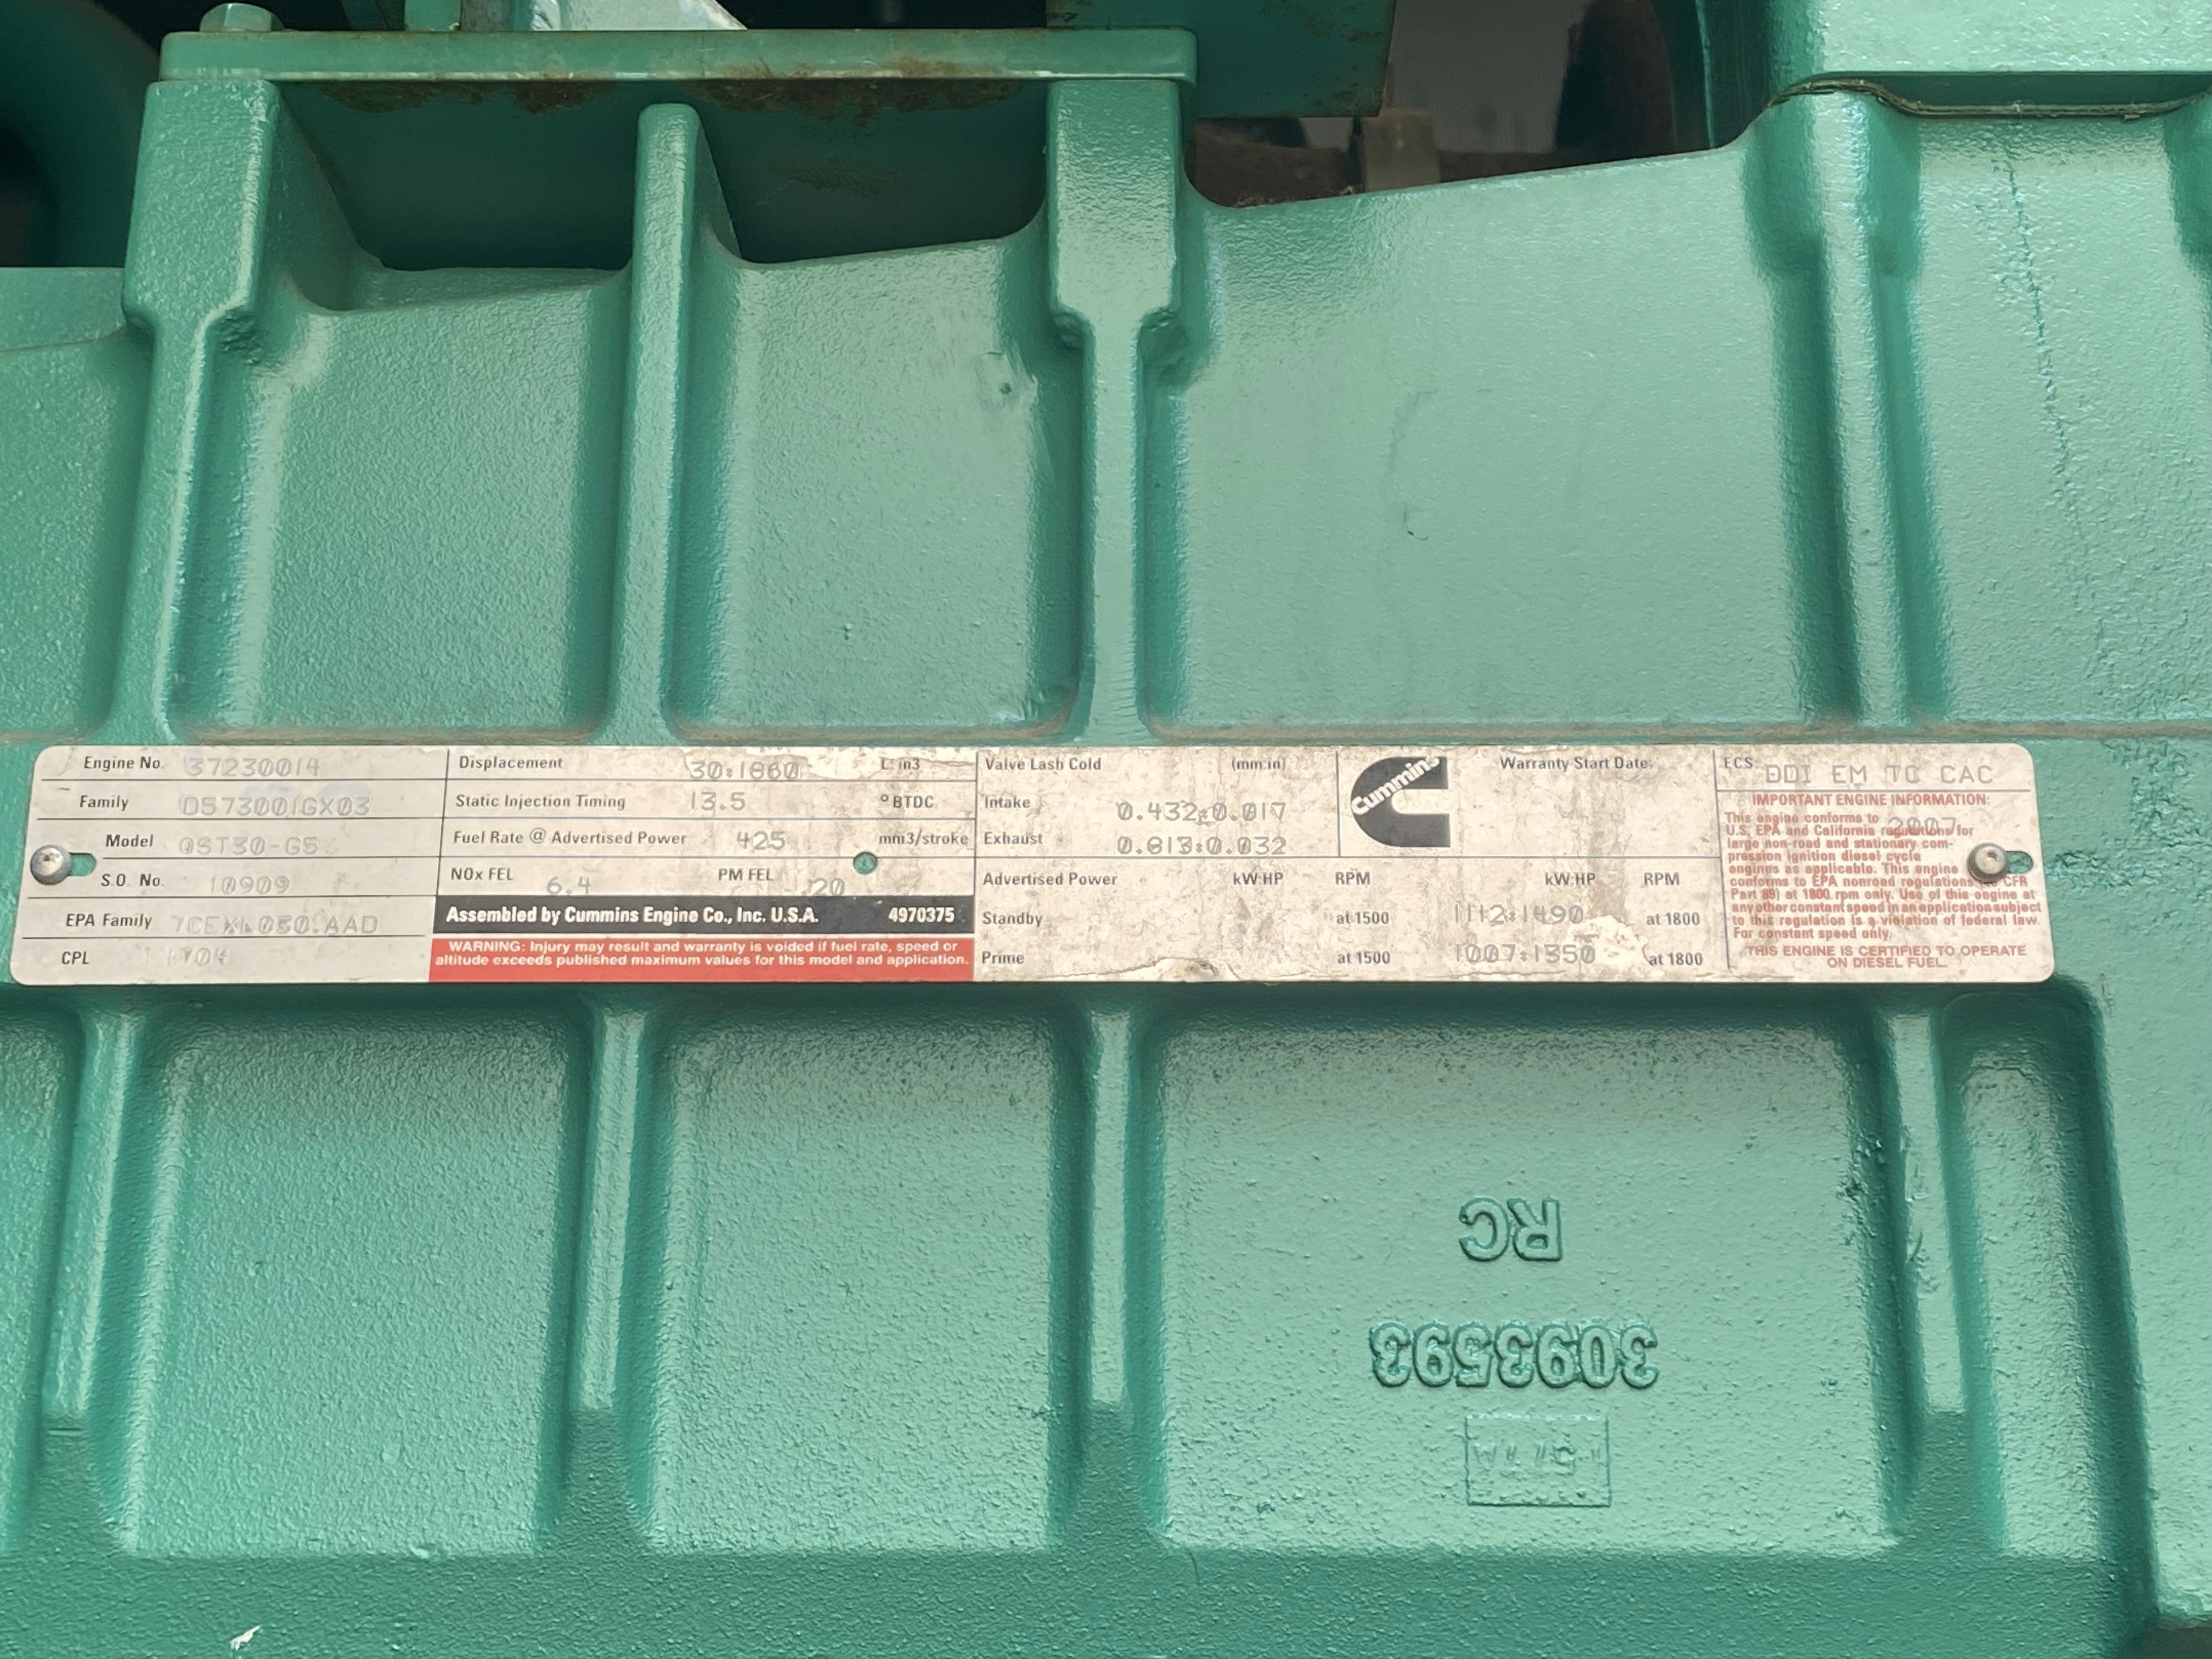 Engine No. 37230014
Family D573001GX03
Model QST30-G5
S.O. No. 10909
EPA Family 7CEXL050.AAD
CPL 1704
Displacement 30:1860 L: in3
Static Injection Timing 13.5 °BTDC
Fuel Rate @ Advertised Power 425 mm3/stroke
NOx FEL 6.4 PM FEL .20
Assembled by Cummins Engine Co., Inc. U.S.A. 4970375
WARNING: Injury may result and warranty is voided if fuel rate, speed or
altitude exceeds published maximum values for this model and application.
Valve Lash Cold (mm:in)
Intake 0.432:0.017
Exhaust 0.813:0.032
Cummins
Warranty Start Date:
Advertised Power kW:HP RPM kW:HP RPM
Standby at 1500 1112:1490 at 1800
Prime at 1500 1007:1350 at 1800
ECS DDI EM TC CAC
IMPORTANT ENGINE INFORMATION:
This engine conforms to 2007
U.S. EPA and California regulations for
large non-road and stationary com-
pression ignition diesel cycle
engines as applicable. This engine
conforms to EPA nonroad regulations CFR
Part 89) at 1800 rpm only. Use of this engine at
any other constant speed in an application subject
to this regulation is a violation of federal law.
For constant speed only.
THIS ENGINE IS CERTIFIED TO OPERATE
ON DIESEL FUEL.
RC
3093593